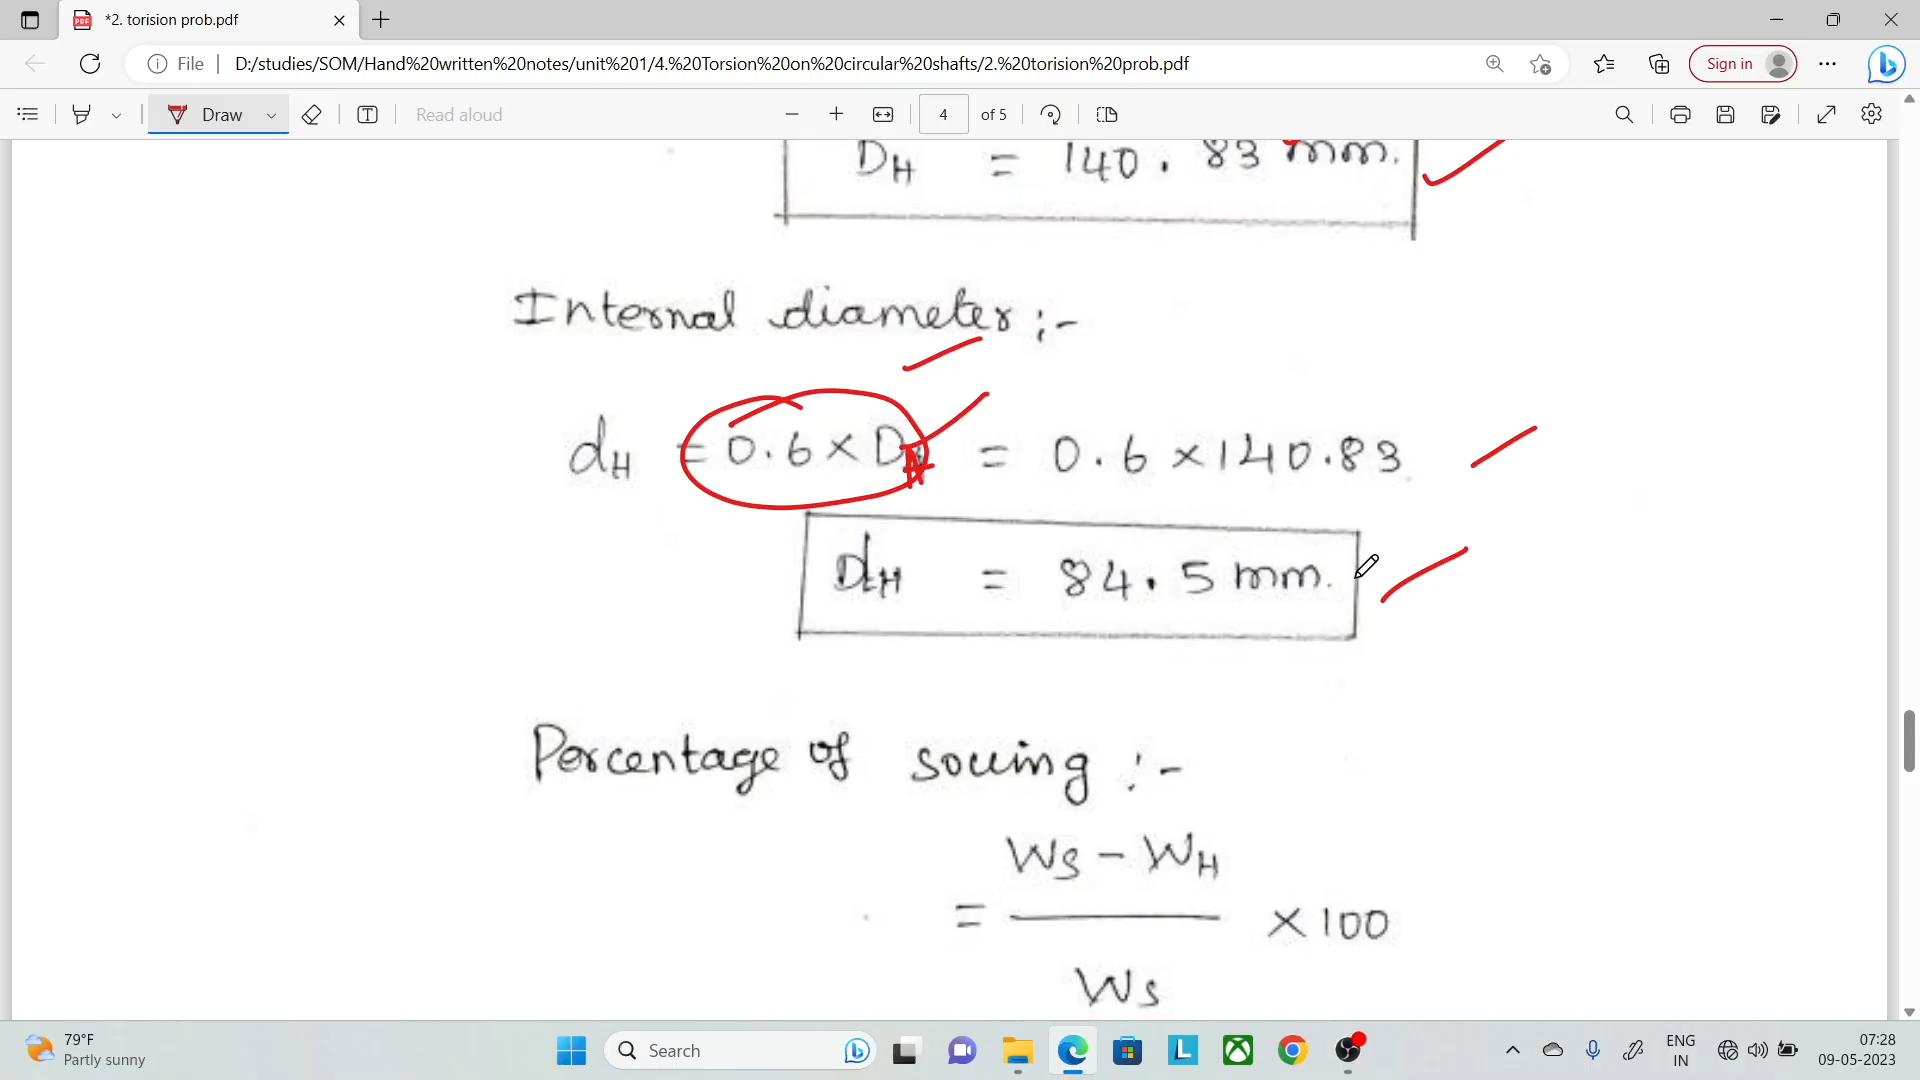 *2. torision prob.pdf
File
D:/studies/SOM/Hand%20written%20notes/unit%201/4.%20Torsion%20on%20circular%20shafts/2.%20torision%20prob.pdf
Sign in
Draw
Read aloud
4 of 5
DH = 140.83 mm.
Internal diameter :-
dH = 0.6 × DH = 0.6 × 140.83
dH = 84.5 mm.
Percentage of souing :-
WS - WH
= ——— × 100
WS
79°F
Partly sunny
Search
ENG
IN
07:28
09-05-2023